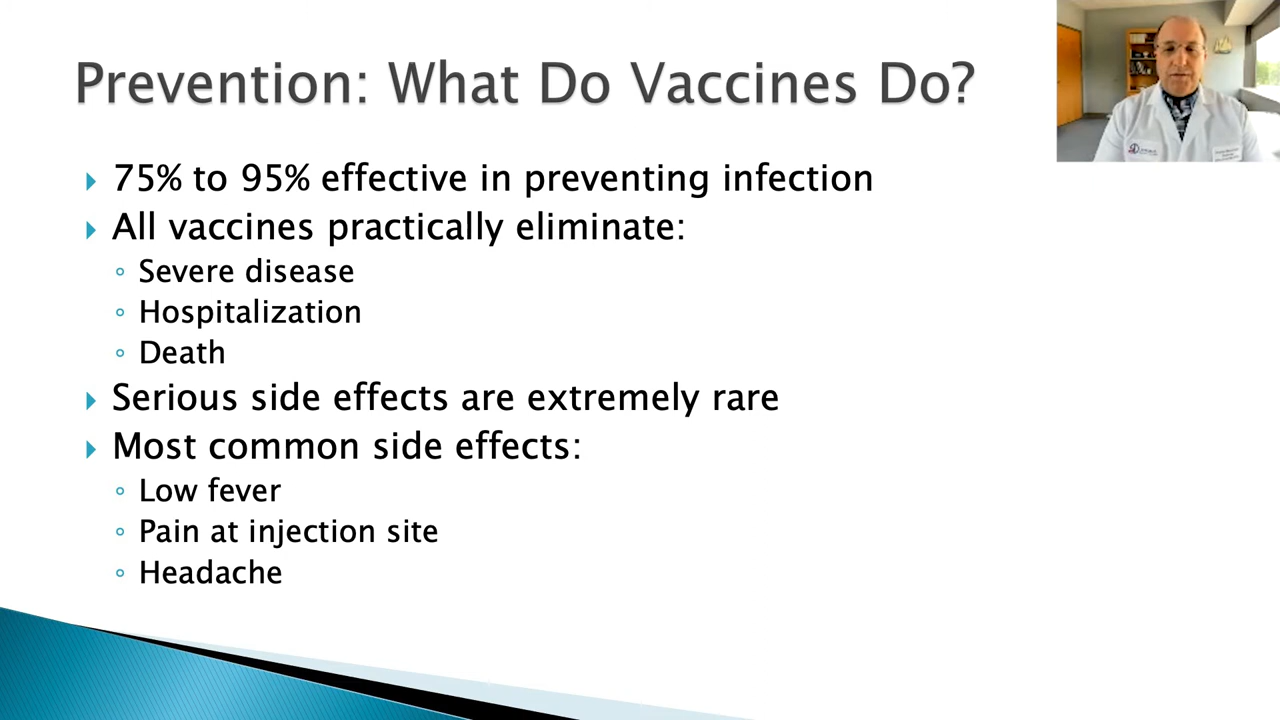 Prevention: What Do Vaccines Do?
75% to 95% effective in preventing infection
All vaccines practically eliminate:
Severe disease
Hospitalization
Death
Serious side effects are extremely rare
Most common side effects:
Low fever
Pain at injection site
Headache